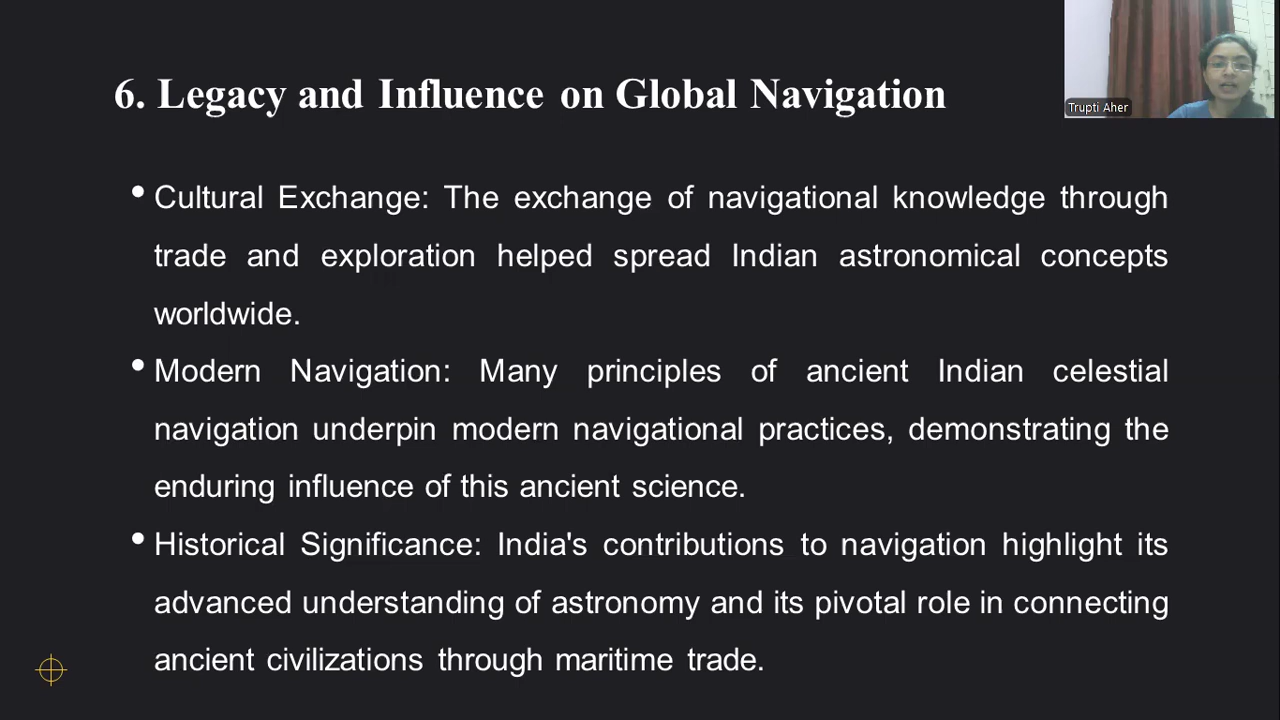 6. Legacy and Influence on Global Navigation
Trupti Aher
• Cultural Exchange: The exchange of navigational knowledge through
trade and exploration helped spread Indian astronomical concepts
worldwide.
• Modern Navigation: Many principles of ancient Indian celestial
navigation underpin modern navigational practices, demonstrating the
enduring influence of this ancient science.
• Historical Significance: India's contributions to navigation highlight its
advanced understanding of astronomy and its pivotal role in connecting
ancient civilizations through maritime trade.